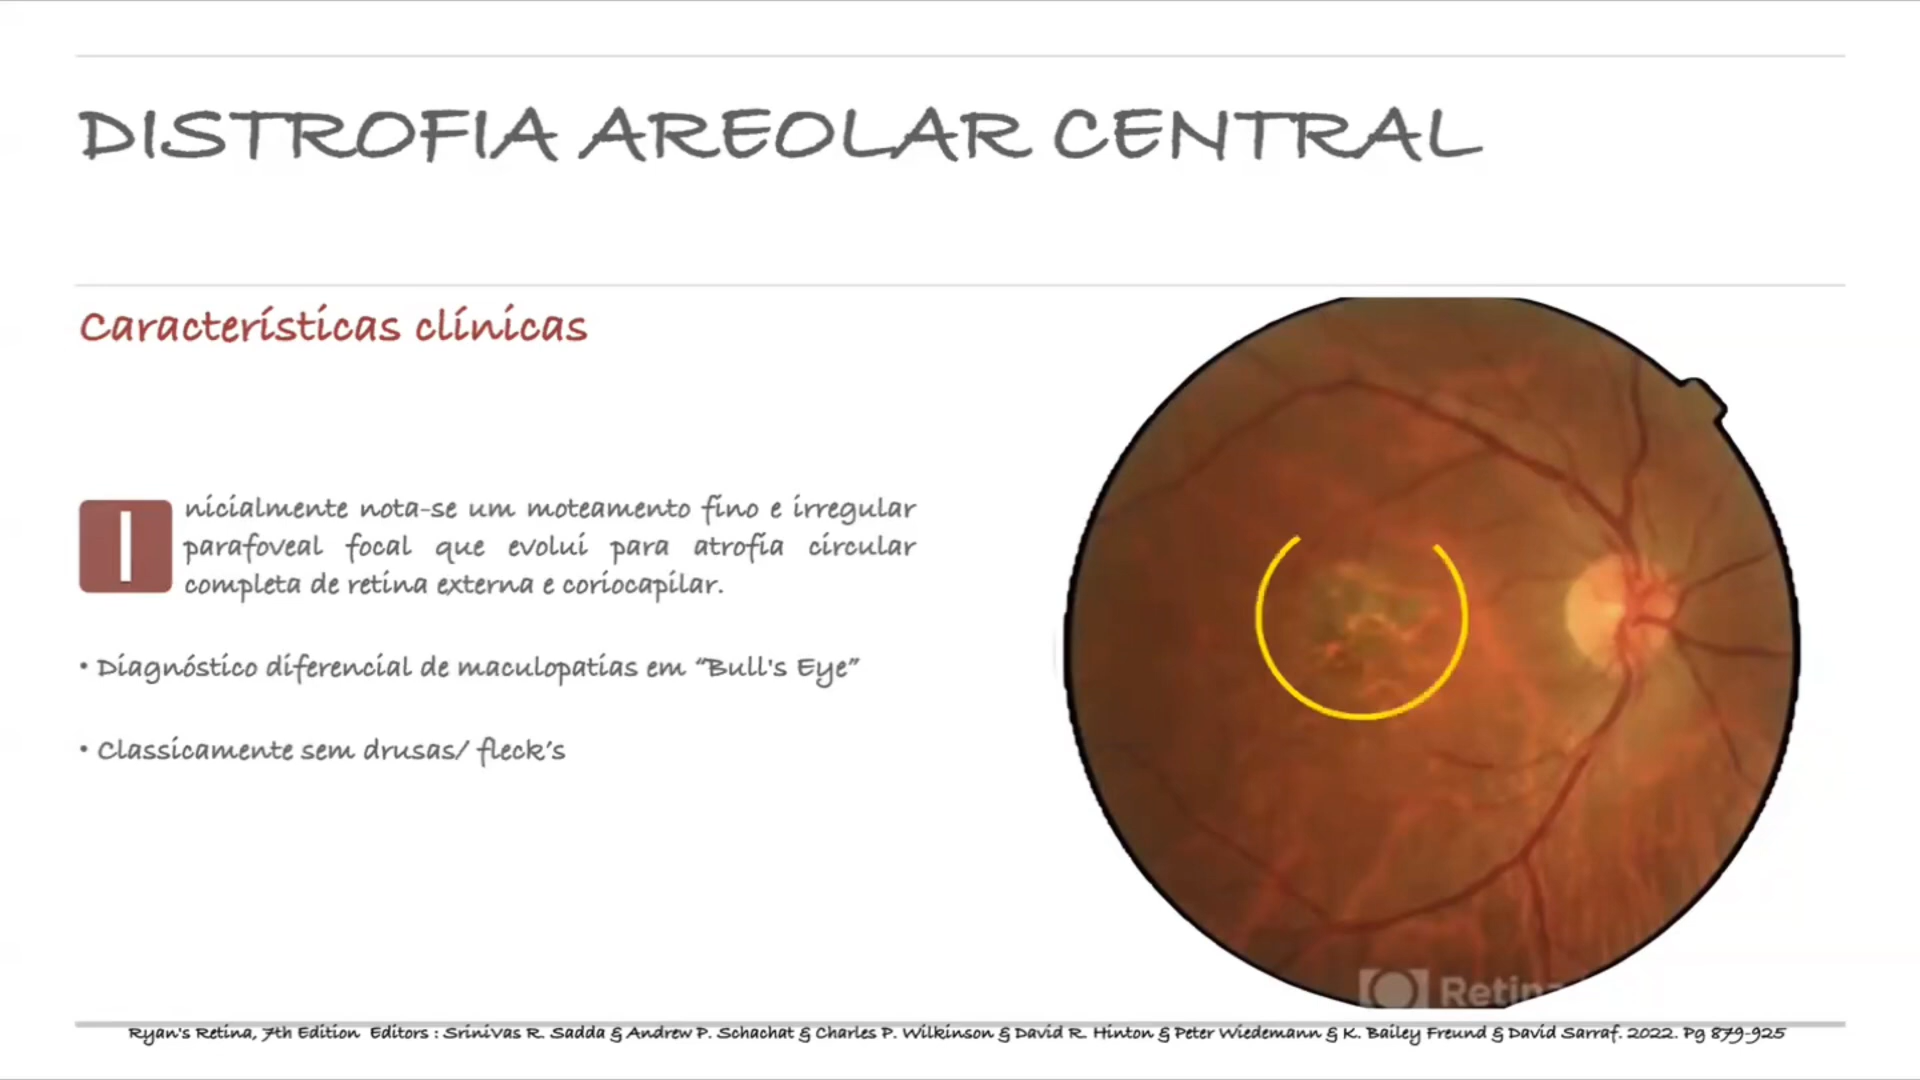 DISTROFIA AREOLAR CENTRAL
Características clínicas
Inicialmente nota-se um moteamento fino e irregular
parafoveal focal que evolui para atrofia circular
completa de retina externa e coriocapilar.
• Diagnóstico diferencial de maculopatias em “Bull's Eye”
• Classicamente sem drusas/ fleck’s
Ryan's Retina, 7th Edition Editors : SriniVas R. Sadda & Andrew P. Schachat & Charles P. Wilkinson & David R. Hinton & Peter Wiedemann & K. Bailey Freund & David Sarraf. 2022. Pg 879-925